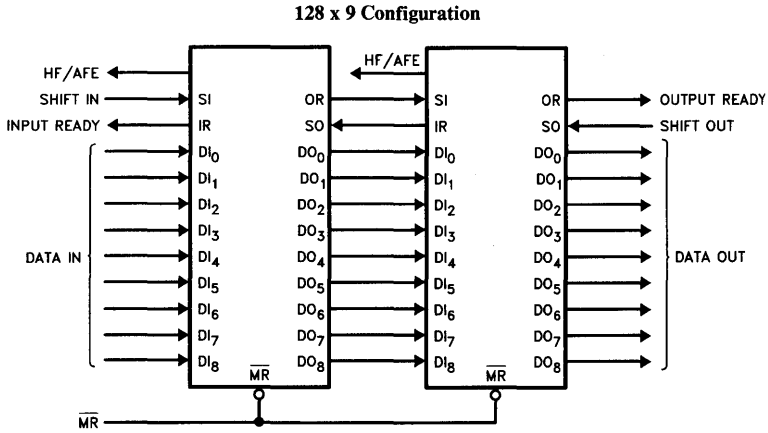 128 x 9 Configuration
HF/AFE HF/AFE
SHIFT IN SI OR SI OR OUTPUT READY
INPUT READY IR SO IR SO SHIFT OUT
DI0 DO0 DI0 DO0
DI1 DO1 DI1 DO1
DI2 DO2 DI2 DO2
DI3 DO3 DI3 DO3
DATA IN DI4 DO4 DI4 DO4 DATA OUT
DI5 DO5 DI5 DO5
DI6 DO6 DI6 DO6
DI7 DO7 DI7 DO7
DI8 DO8 DI8 DO8
MR MR
MR